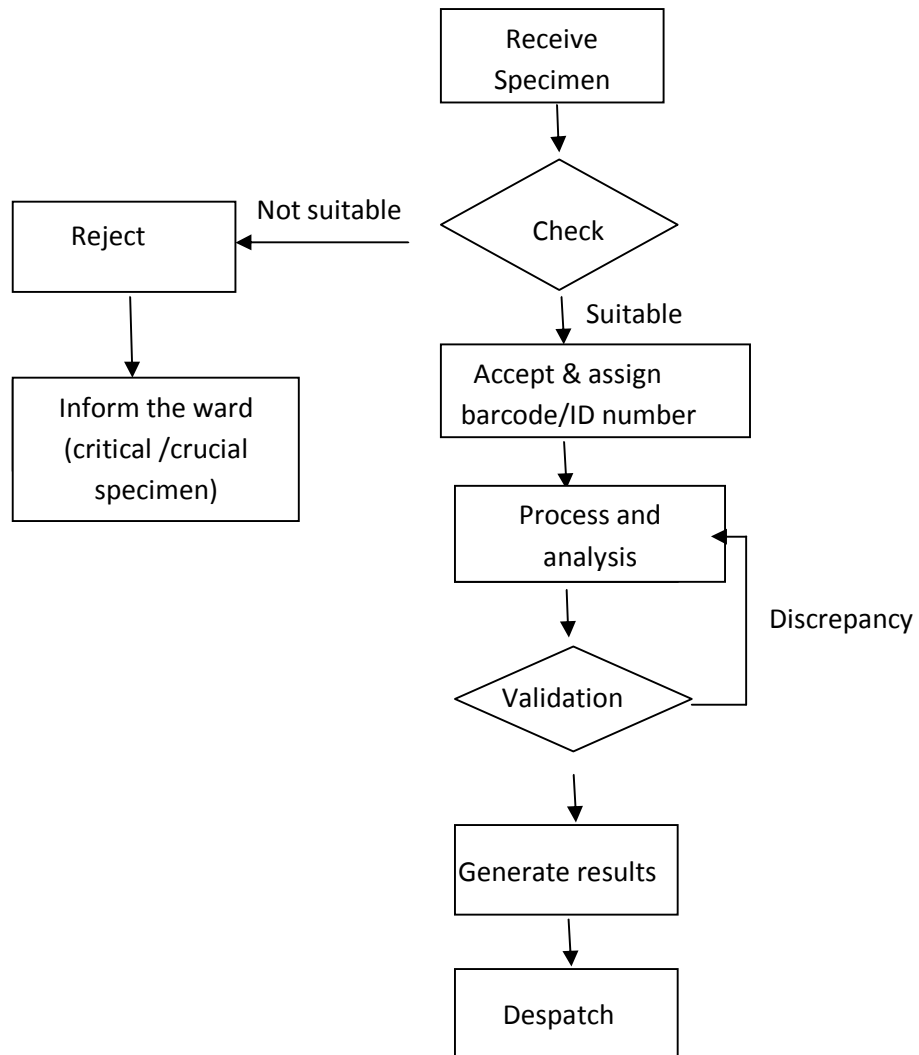 Receive
Specimen
Not suitable
Reject
Check
Suitable
Accept & assign
barcode/ID number
Inform the ward
(critical /crucial
specimen)
Process and
analysis
Discrepancy
Validation
Generate results
Despatch